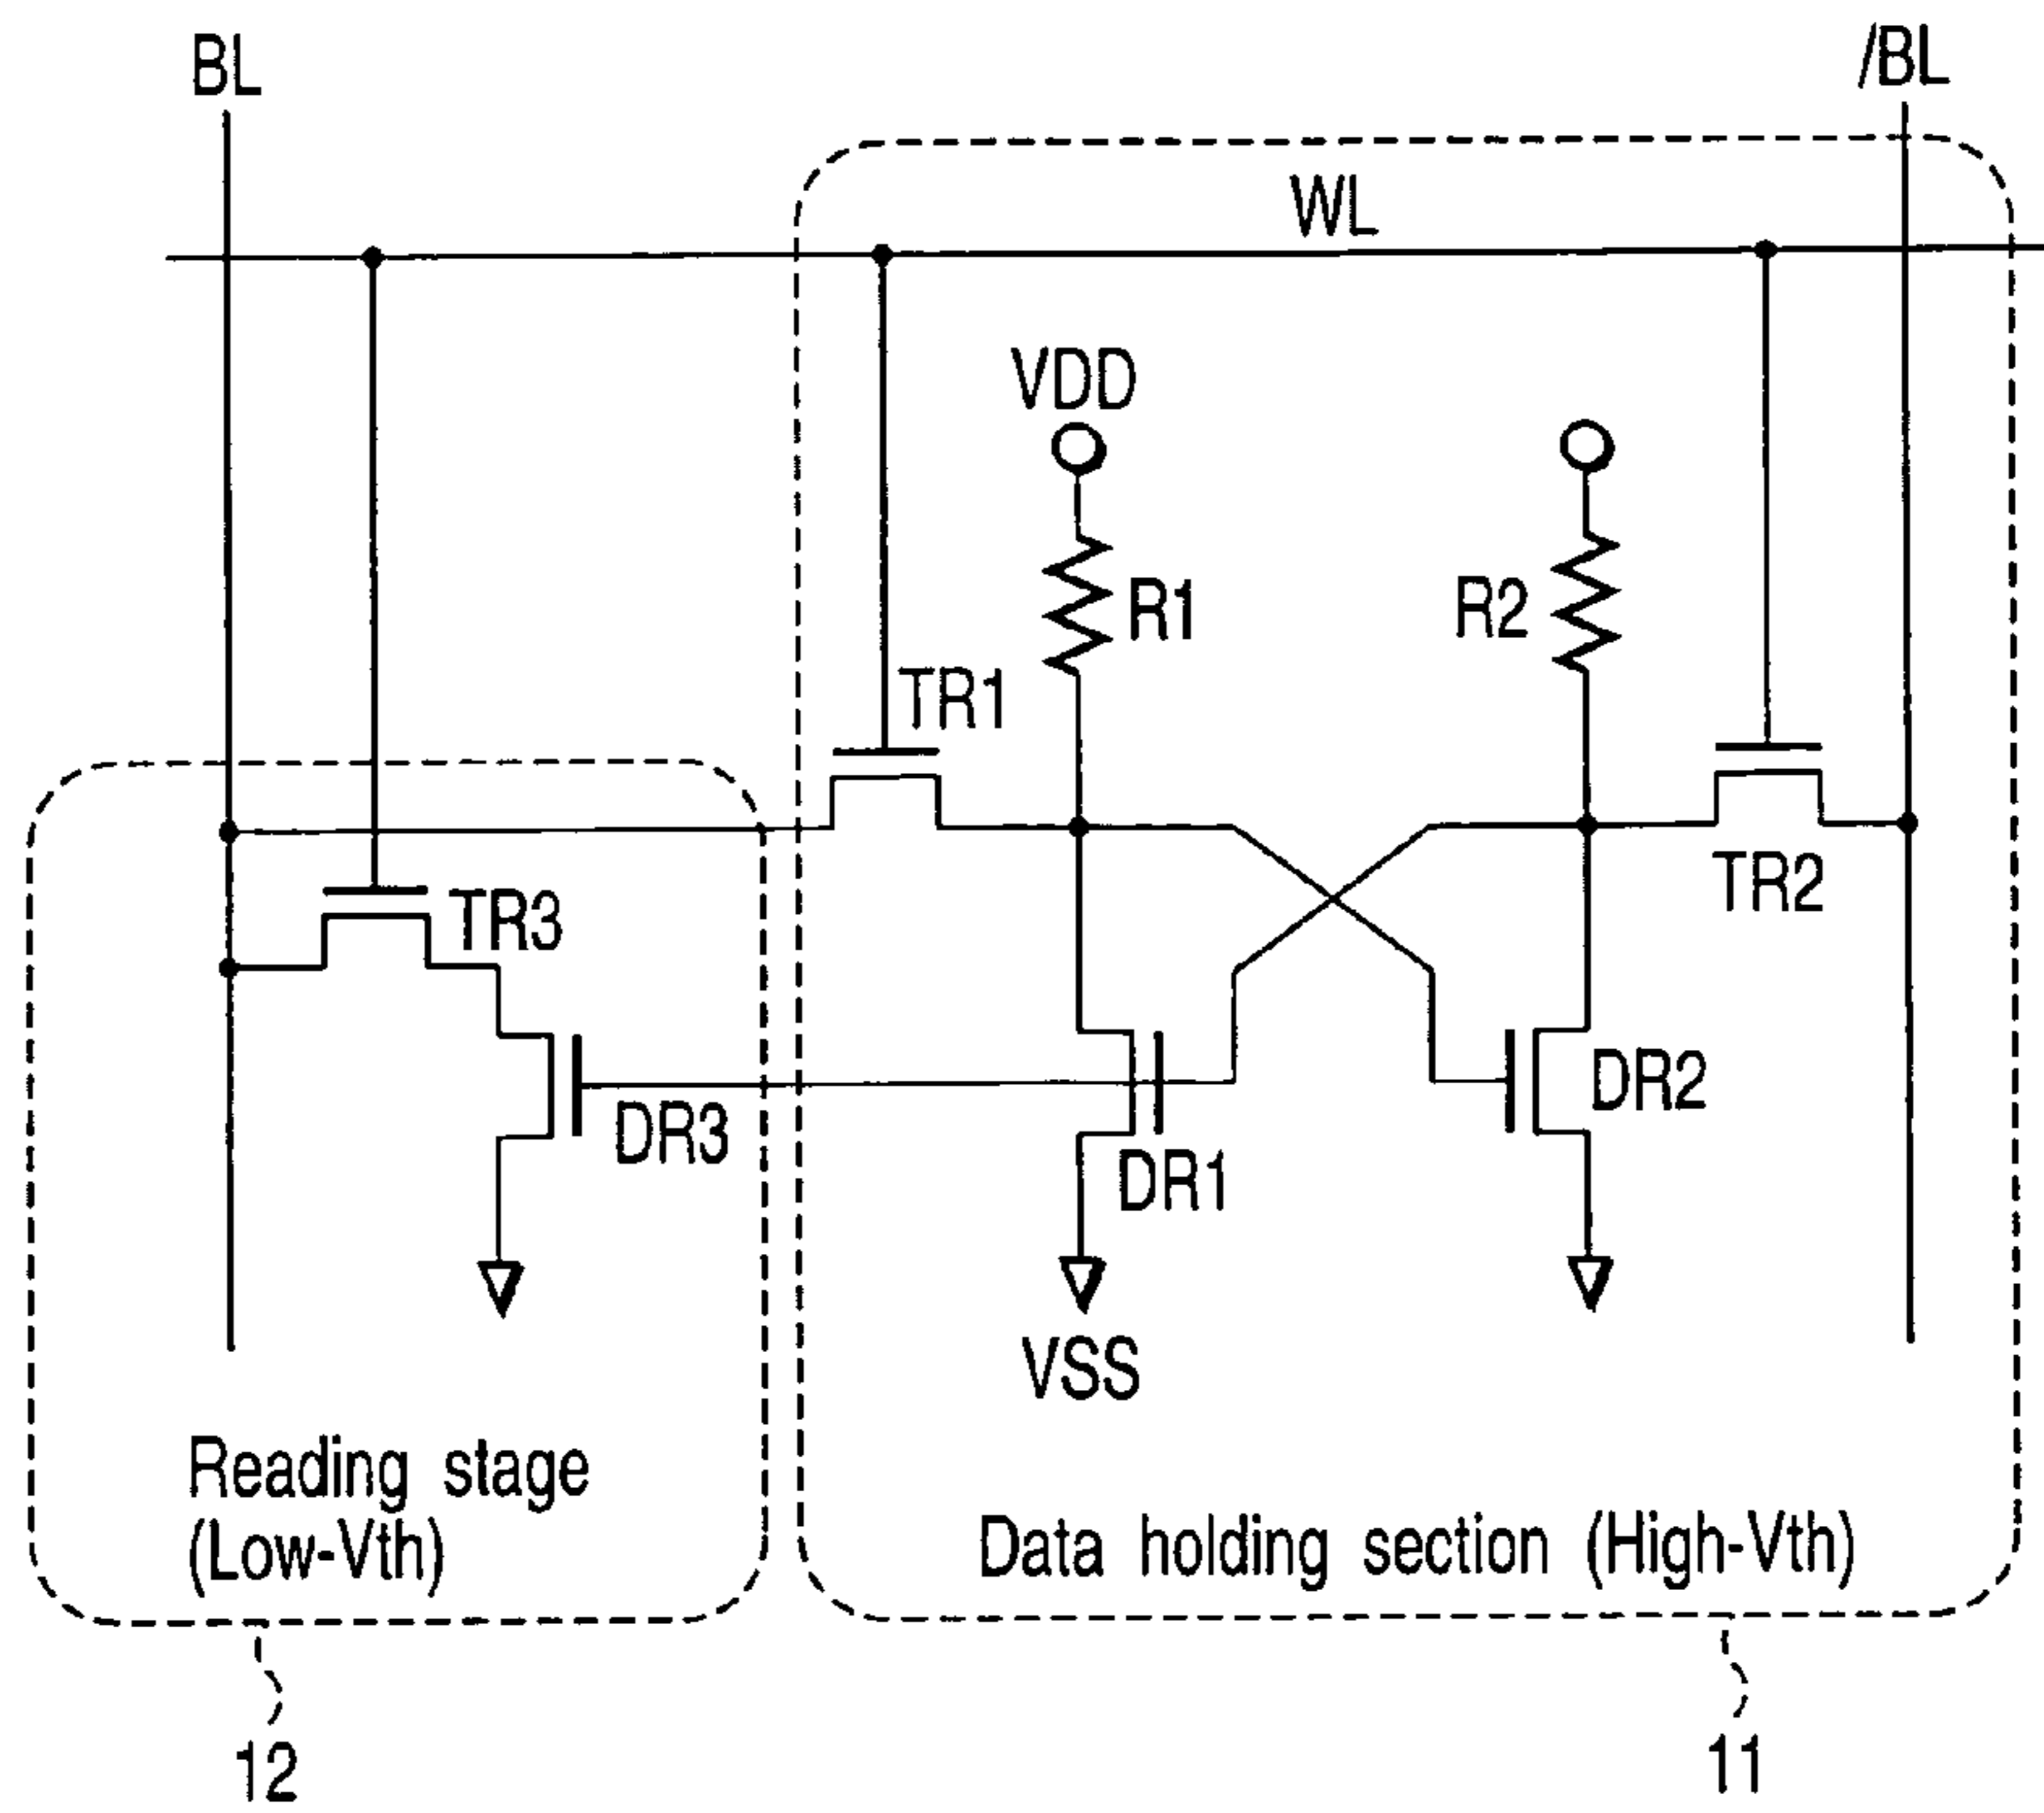 BL
/BL
WL
VDD
R1
R2
TR1
TR2
TR3
DR3
DR1
DR2
VSS
Reading stage
(Low-Vth)
Data holding section (High-Vth)
12
11